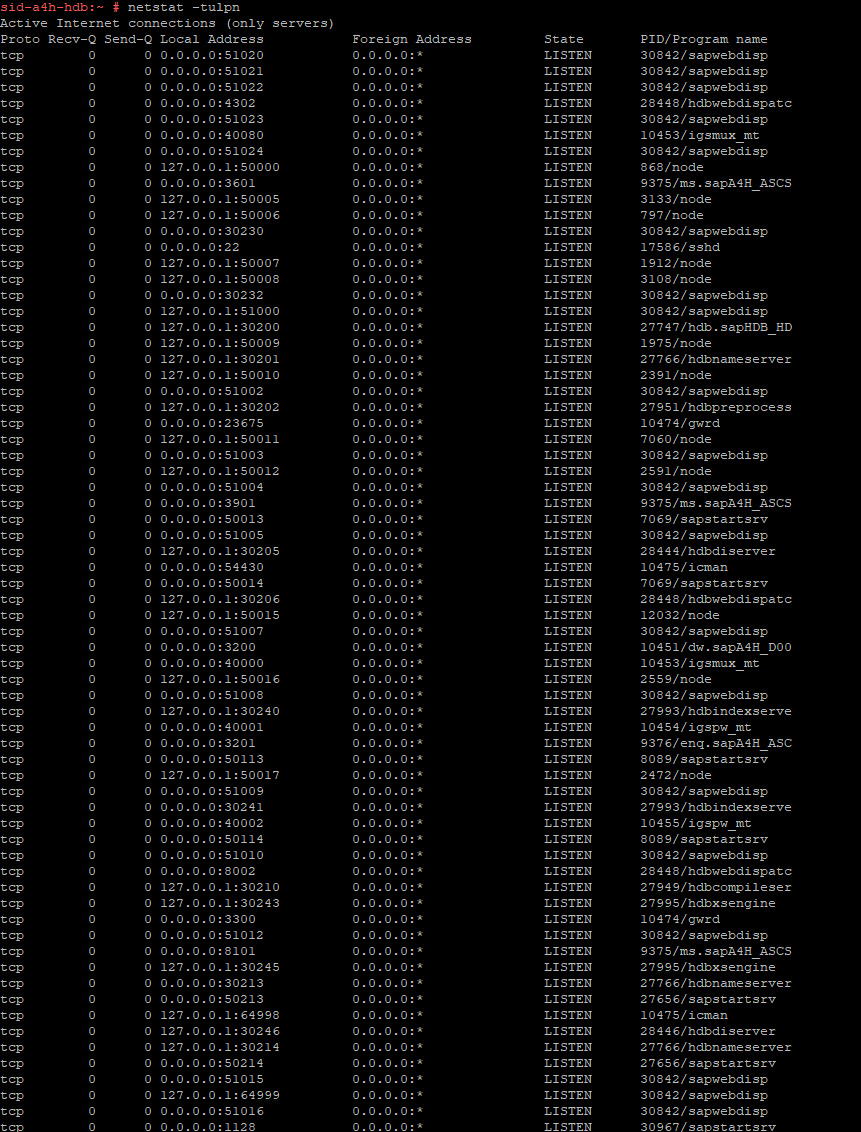 sid-a4h-hdb:~ # netstat -tulpn
Active Internet connections (only servers)
Proto Recv-Q Send-Q Local Address           Foreign Address         State       PID/Program name
tcp        0      0 0.0.0.0:51020           0.0.0.0:*               LISTEN      30842/sapwebdisp
tcp        0      0 0.0.0.0:51021           0.0.0.0:*               LISTEN      30842/sapwebdisp
tcp        0      0 0.0.0.0:51022           0.0.0.0:*               LISTEN      30842/sapwebdisp
tcp        0      0 0.0.0.0:4302            0.0.0.0:*               LISTEN      28448/hdbwebdispatc
tcp        0      0 0.0.0.0:51023           0.0.0.0:*               LISTEN      30842/sapwebdisp
tcp        0      0 0.0.0.0:40080           0.0.0.0:*               LISTEN      10453/igsmux_mt
tcp        0      0 0.0.0.0:51024           0.0.0.0:*               LISTEN      30842/sapwebdisp
tcp        0      0 127.0.0.1:50000         0.0.0.0:*               LISTEN      868/node
tcp        0      0 0.0.0.0:3601            0.0.0.0:*               LISTEN      9375/ms.sapA4H_ASCS
tcp        0      0 127.0.0.1:50005         0.0.0.0:*               LISTEN      3133/node
tcp        0      0 127.0.0.1:50006         0.0.0.0:*               LISTEN      797/node
tcp        0      0 0.0.0.0:30230           0.0.0.0:*               LISTEN      30842/sapwebdisp
tcp        0      0 0.0.0.0:22              0.0.0.0:*               LISTEN      17586/sshd
tcp        0      0 127.0.0.1:50007         0.0.0.0:*               LISTEN      1912/node
tcp        0      0 127.0.0.1:50008         0.0.0.0:*               LISTEN      3108/node
tcp        0      0 0.0.0.0:30232           0.0.0.0:*               LISTEN      30842/sapwebdisp
tcp        0      0 127.0.0.1:51000         0.0.0.0:*               LISTEN      30842/sapwebdisp
tcp        0      0 127.0.0.1:30200         0.0.0.0:*               LISTEN      27747/hdb.sapHDB_HD
tcp        0      0 127.0.0.1:50009         0.0.0.0:*               LISTEN      1975/node
tcp        0      0 127.0.0.1:30201         0.0.0.0:*               LISTEN      27766/hdbnameserver
tcp        0      0 127.0.0.1:50010         0.0.0.0:*               LISTEN      2391/node
tcp        0      0 0.0.0.0:51002           0.0.0.0:*               LISTEN      30842/sapwebdisp
tcp        0      0 127.0.0.1:30202         0.0.0.0:*               LISTEN      27951/hdbpreprocess
tcp        0      0 0.0.0.0:23675           0.0.0.0:*               LISTEN      10474/gwrd
tcp        0      0 127.0.0.1:50011         0.0.0.0:*               LISTEN      7060/node
tcp        0      0 0.0.0.0:51003           0.0.0.0:*               LISTEN      30842/sapwebdisp
tcp        0      0 127.0.0.1:50012         0.0.0.0:*               LISTEN      2591/node
tcp        0      0 0.0.0.0:51004           0.0.0.0:*               LISTEN      30842/sapwebdisp
tcp        0      0 0.0.0.0:3901            0.0.0.0:*               LISTEN      9375/ms.sapA4H_ASCS
tcp        0      0 0.0.0.0:50013           0.0.0.0:*               LISTEN      7069/sapstartsrv
tcp        0      0 0.0.0.0:51005           0.0.0.0:*               LISTEN      30842/sapwebdisp
tcp        0      0 127.0.0.1:30205         0.0.0.0:*               LISTEN      28444/hdbdiserver
tcp        0      0 0.0.0.0:54430           0.0.0.0:*               LISTEN      10475/icman
tcp        0      0 0.0.0.0:50014           0.0.0.0:*               LISTEN      7069/sapstartsrv
tcp        0      0 127.0.0.1:30206         0.0.0.0:*               LISTEN      28448/hdbwebdispatc
tcp        0      0 127.0.0.1:50015         0.0.0.0:*               LISTEN      12032/node
tcp        0      0 0.0.0.0:51007           0.0.0.0:*               LISTEN      30842/sapwebdisp
tcp        0      0 0.0.0.0:3200            0.0.0.0:*               LISTEN      10451/dw.sapA4H_D00
tcp        0      0 0.0.0.0:40000           0.0.0.0:*               LISTEN      10453/igsmux_mt
tcp        0      0 127.0.0.1:50016         0.0.0.0:*               LISTEN      2559/node
tcp        0      0 0.0.0.0:51008           0.0.0.0:*               LISTEN      30842/sapwebdisp
tcp        0      0 127.0.0.1:30240         0.0.0.0:*               LISTEN      27993/hdbindexserve
tcp        0      0 0.0.0.0:40001           0.0.0.0:*               LISTEN      10454/igspw_mt
tcp        0      0 0.0.0.0:3201            0.0.0.0:*               LISTEN      9376/enq.sapA4H_ASC
tcp        0      0 0.0.0.0:50113           0.0.0.0:*               LISTEN      8089/sapstartsrv
tcp        0      0 127.0.0.1:50017         0.0.0.0:*               LISTEN      2472/node
tcp        0      0 0.0.0.0:51009           0.0.0.0:*               LISTEN      30842/sapwebdisp
tcp        0      0 0.0.0.0:30241           0.0.0.0:*               LISTEN      27993/hdbindexserve
tcp        0      0 0.0.0.0:40002           0.0.0.0:*               LISTEN      10455/igspw_mt
tcp        0      0 0.0.0.0:50114           0.0.0.0:*               LISTEN      8089/sapstartsrv
tcp        0      0 0.0.0.0:51010           0.0.0.0:*               LISTEN      30842/sapwebdisp
tcp        0      0 0.0.0.0:8002            0.0.0.0:*               LISTEN      28448/hdbwebdispatc
tcp        0      0 127.0.0.1:30210         0.0.0.0:*               LISTEN      27949/hdbcompileser
tcp        0      0 127.0.0.1:30243         0.0.0.0:*               LISTEN      27995/hdbxsengine
tcp        0      0 0.0.0.0:3300            0.0.0.0:*               LISTEN      10474/gwrd
tcp        0      0 0.0.0.0:51012           0.0.0.0:*               LISTEN      30842/sapwebdisp
tcp        0      0 0.0.0.0:8101            0.0.0.0:*               LISTEN      9375/ms.sapA4H_ASCS
tcp        0      0 127.0.0.1:30245         0.0.0.0:*               LISTEN      27995/hdbxsengine
tcp        0      0 0.0.0.0:30213           0.0.0.0:*               LISTEN      27766/hdbnameserver
tcp        0      0 0.0.0.0:50213           0.0.0.0:*               LISTEN      27656/sapstartsrv
tcp        0      0 127.0.0.1:64998         0.0.0.0:*               LISTEN      10475/icman
tcp        0      0 127.0.0.1:30246         0.0.0.0:*               LISTEN      28446/hdbdiserver
tcp        0      0 127.0.0.1:30214         0.0.0.0:*               LISTEN      27766/hdbnameserver
tcp        0      0 0.0.0.0:50214           0.0.0.0:*               LISTEN      27656/sapstartsrv
tcp        0      0 0.0.0.0:51015           0.0.0.0:*               LISTEN      30842/sapwebdisp
tcp        0      0 127.0.0.1:64999         0.0.0.0:*               LISTEN      30842/sapwebdisp
tcp        0      0 0.0.0.0:51016           0.0.0.0:*               LISTEN      30842/sapwebdisp
tcp        0      0 0.0.0.0:1128            0.0.0.0:*               LISTEN      30967/sapstartsrv